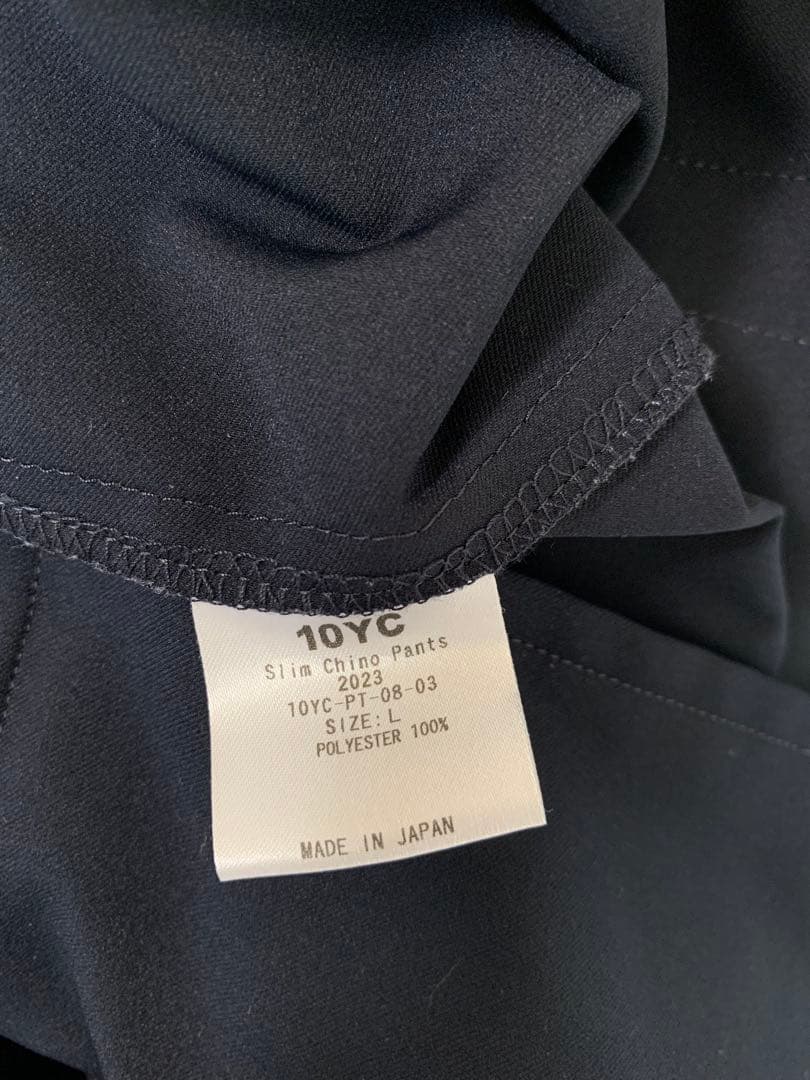 10YC
Slim Chino Pants
2023
10YC-PT-08-03
SIZE: L
POLYESTER 100%
MADE IN JAPAN